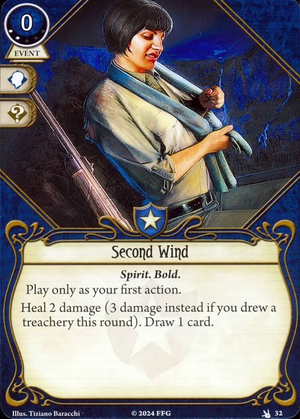 0
EVENT
Second Wind
Spirit. Bold.
Play only as your first action.
Heal 2 damage (3 damage instead if you drew a
treachery this round). Draw 1 card.
Illus. Tiziano Baracchi
© 2024 FFG
32